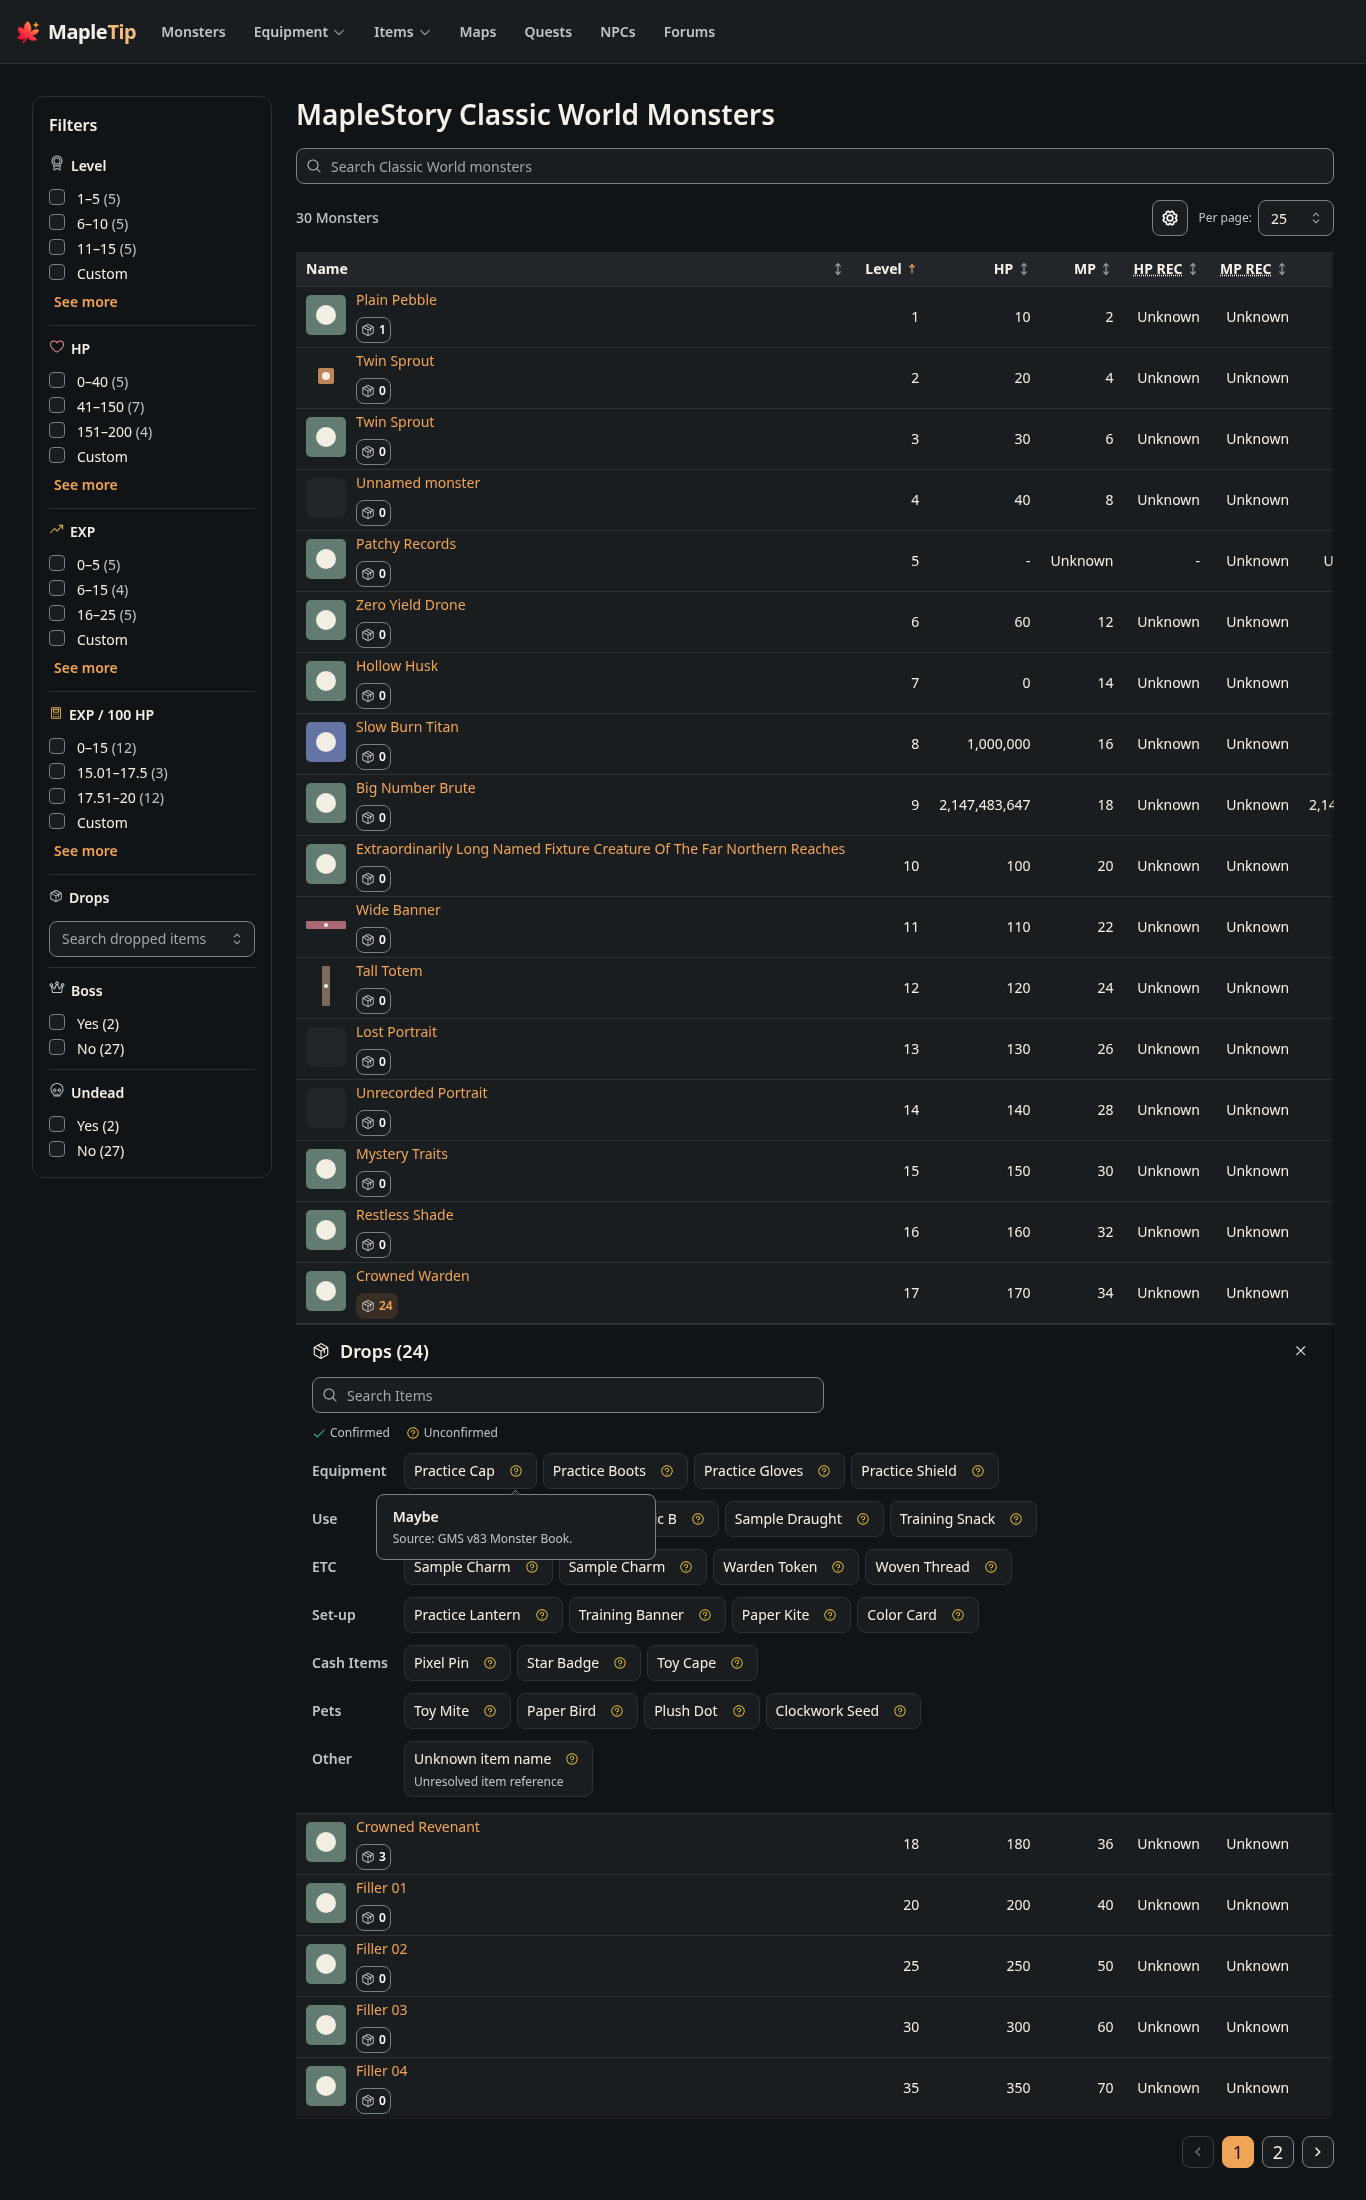 MapleTip
Monsters
Equipment
Items
Maps
Quests
NPCs
Forums
Filters
Level
1–5 (5)
6–10 (5)
11–15 (5)
Custom
See more
HP
0–40 (5)
41–150 (7)
151–200 (4)
Custom
See more
EXP
0–5 (5)
6–15 (4)
16–25 (5)
Custom
See more
EXP / 100 HP
0–15 (12)
15.01–17.5 (3)
17.51–20 (12)
Custom
See more
Drops
Search dropped items
Boss
Yes (2)
No (27)
Undead
Yes (2)
No (27)
MapleStory Classic World Monsters
Search Classic World monsters
30 Monsters
Per page: 25
Name Level HP MP HP REC MP REC
Plain Pebble
1
1 10 2 Unknown Unknown
Twin Sprout
0
2 20 4 Unknown Unknown
Twin Sprout
0
3 30 6 Unknown Unknown
Unnamed monster
0
4 40 8 Unknown Unknown
Patchy Records
0
5 - Unknown - Unknown U
Zero Yield Drone
0
6 60 12 Unknown Unknown
Hollow Husk
0
7 0 14 Unknown Unknown
Slow Burn Titan
0
8 1,000,000 16 Unknown Unknown
Big Number Brute
0
9 2,147,483,647 18 Unknown Unknown 2,14
Extraordinarily Long Named Fixture Creature Of The Far Northern Reaches
0
10 100 20 Unknown Unknown
Wide Banner
0
11 110 22 Unknown Unknown
Tall Totem
0
12 120 24 Unknown Unknown
Lost Portrait
0
13 130 26 Unknown Unknown
Unrecorded Portrait
0
14 140 28 Unknown Unknown
Mystery Traits
0
15 150 30 Unknown Unknown
Restless Shade
0
16 160 32 Unknown Unknown
Crowned Warden
24
17 170 34 Unknown Unknown
Drops (24)
Search Items
Confirmed Unconfirmed
Equipment Practice Cap Practice Boots Practice Gloves Practice Shield
Maybe
Source: GMS v83 Monster Book.
Use ic B Sample Draught Training Snack
ETC Sample Charm Sample Charm Warden Token Woven Thread
Set-up Practice Lantern Training Banner Paper Kite Color Card
Cash Items Pixel Pin Star Badge Toy Cape
Pets Toy Mite Paper Bird Plush Dot Clockwork Seed
Other Unknown item name
Unresolved item reference
Crowned Revenant
3
18 180 36 Unknown Unknown
Filler 01
0
20 200 40 Unknown Unknown
Filler 02
0
25 250 50 Unknown Unknown
Filler 03
0
30 300 60 Unknown Unknown
Filler 04
0
35 350 70 Unknown Unknown
1 2